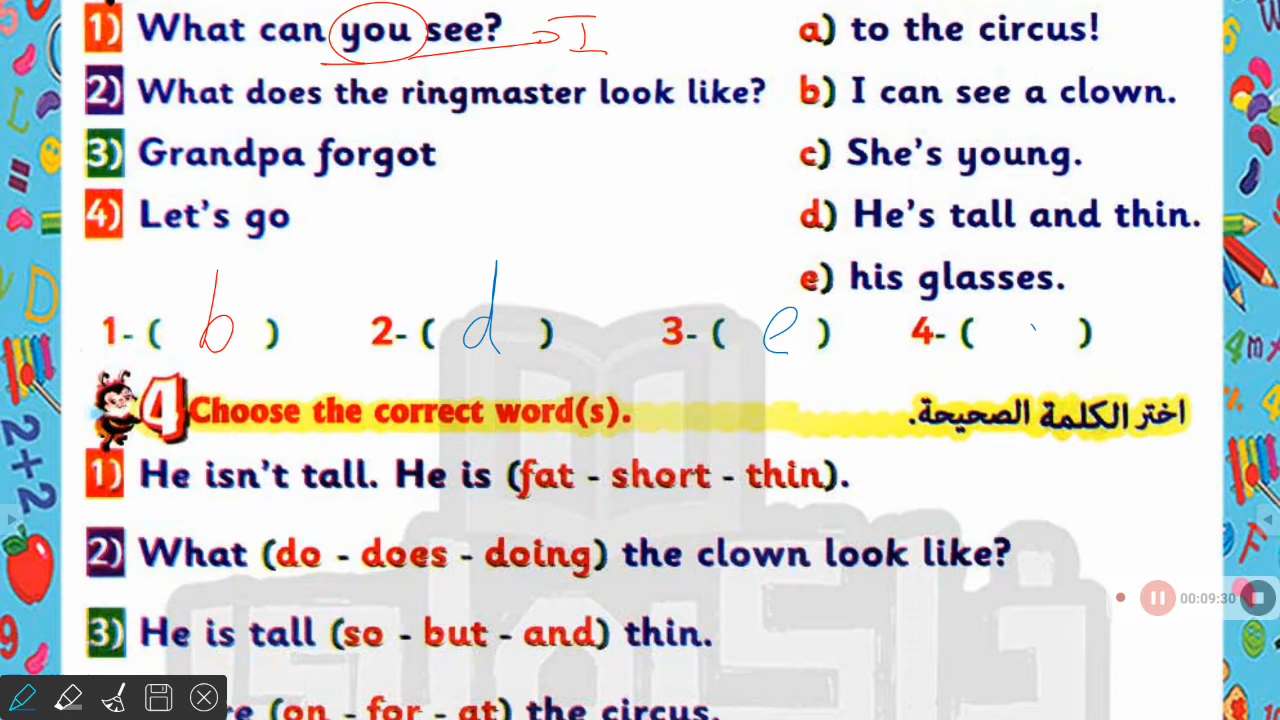 1) What can you see? I a) to the circus!
2) What does the ringmaster look like? b) I can see a clown.
3) Grandpa forgot c) She's young.
4) Let's go d) He's tall and thin.
e) his glasses.
1- ( b ) 2- ( d ) 3- ( e ) 4- ( )
4 Choose the correct word(s). اختر الكلمة الصحيحة.
1) He isn't tall. He is (fat - short - thin).
2) What (do - does - doing) the clown look like?
00:09:30
3) He is tall (so - but - and) thin.
(on - for - at) the circus.